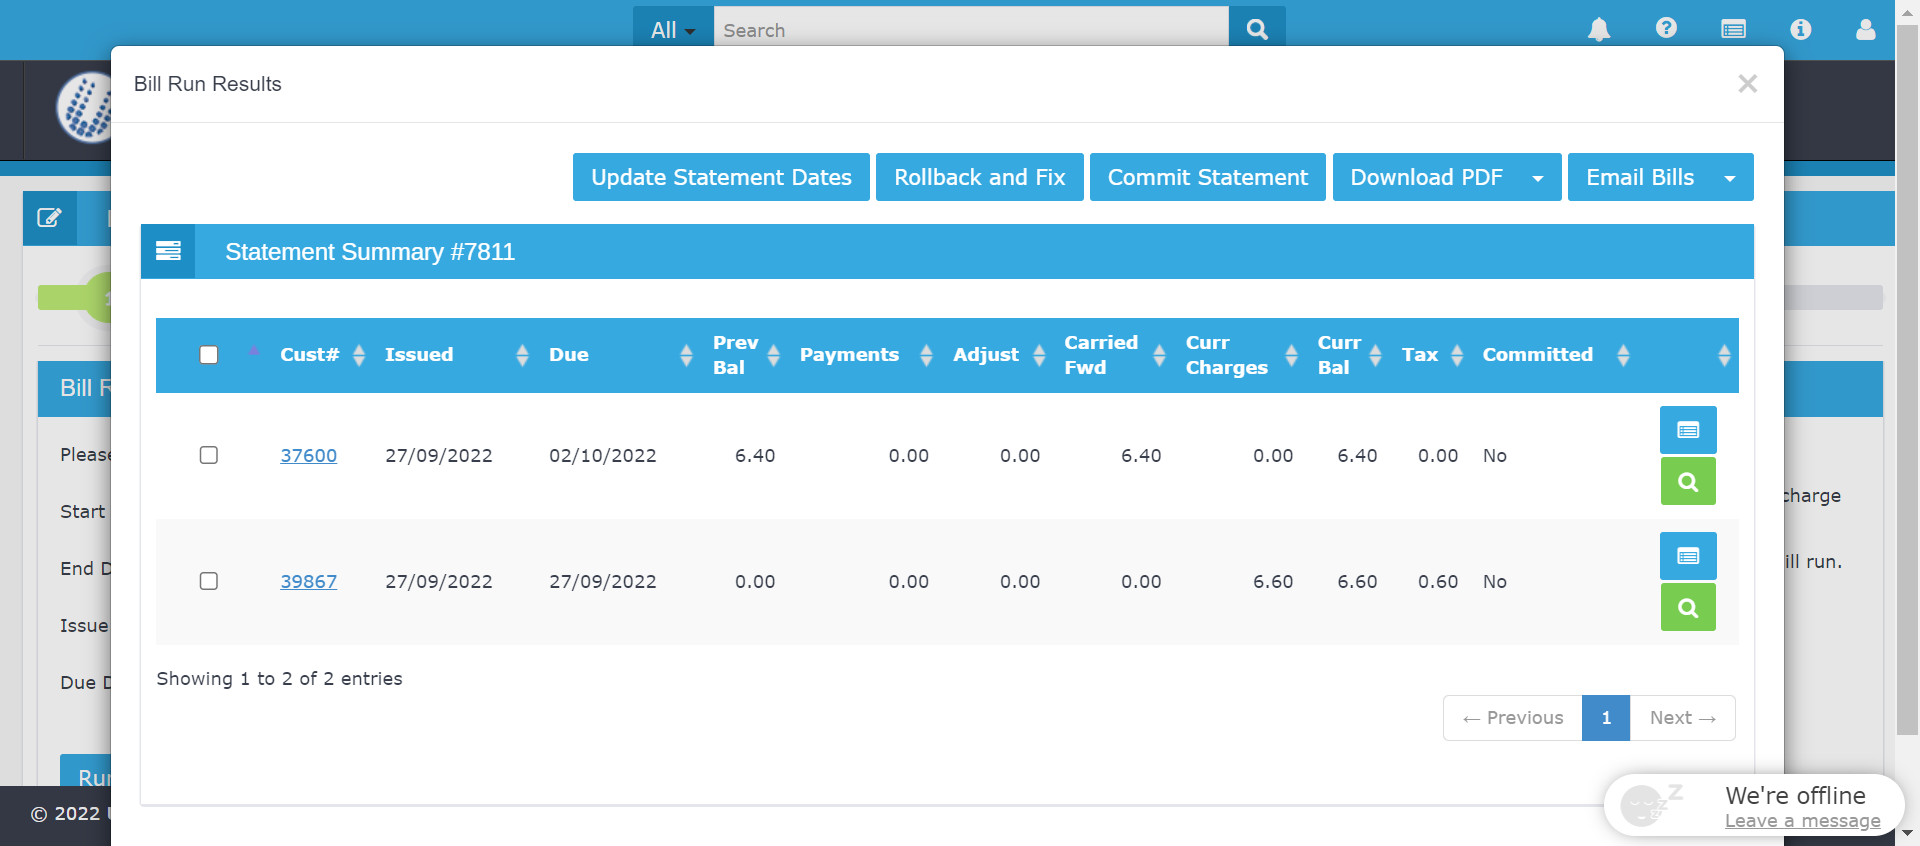 All Search
Bill Run Results
Update Statement Dates Rollback and Fix Commit Statement Download PDF Email Bills
Statement Summary #7811
Cust# Issued Due Prev Bal Payments Adjust Carried Fwd Curr Charges Curr Bal Tax Committed
37600 27/09/2022 02/10/2022 6.40 0.00 0.00 6.40 0.00 6.40 0.00 No
39867 27/09/2022 27/09/2022 0.00 0.00 0.00 0.00 6.60 6.60 0.60 No
Showing 1 to 2 of 2 entries
← Previous 1 Next →
Bill R
Please
Start
charge
End D
ill run.
Issue
Due D
Run
© 2022
We're offline
Leave a message